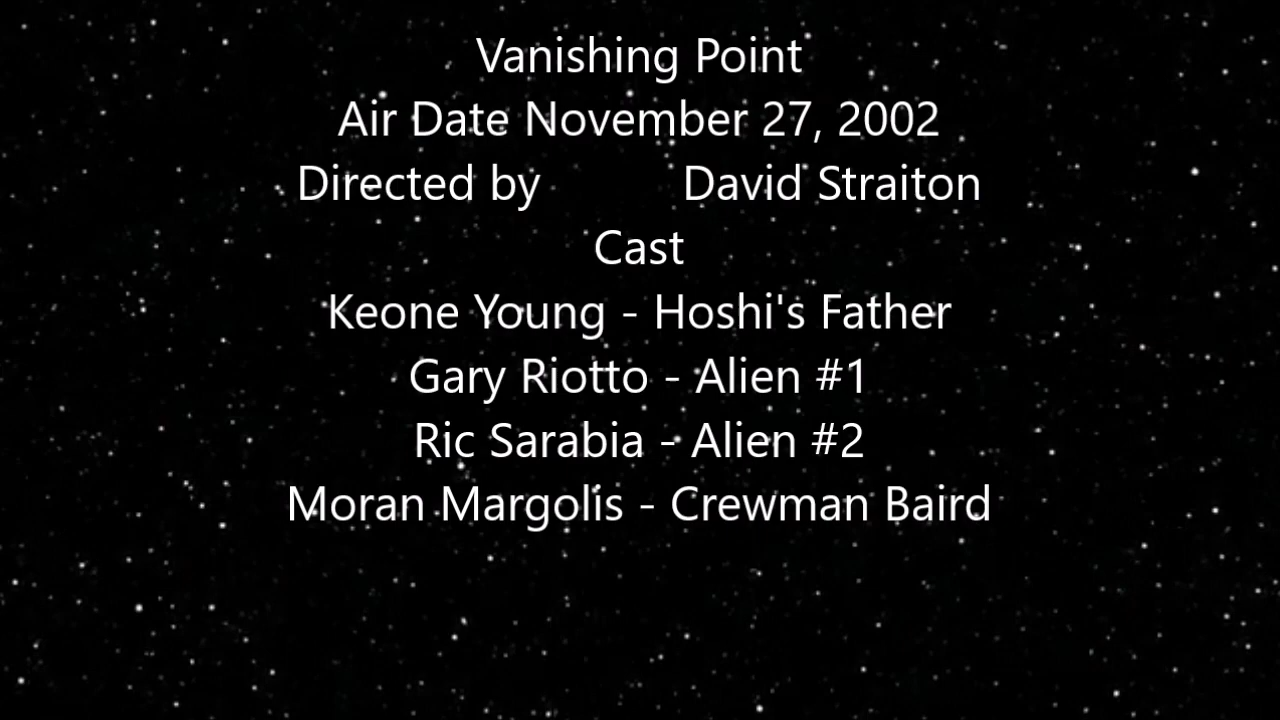 Vanishing Point
Air Date November 27, 2002
Directed by David Straiton
Cast
Keone Young - Hoshi's Father
Gary Riotto - Alien #1
Ric Sarabia - Alien #2
Moran Margolis - Crewman Baird